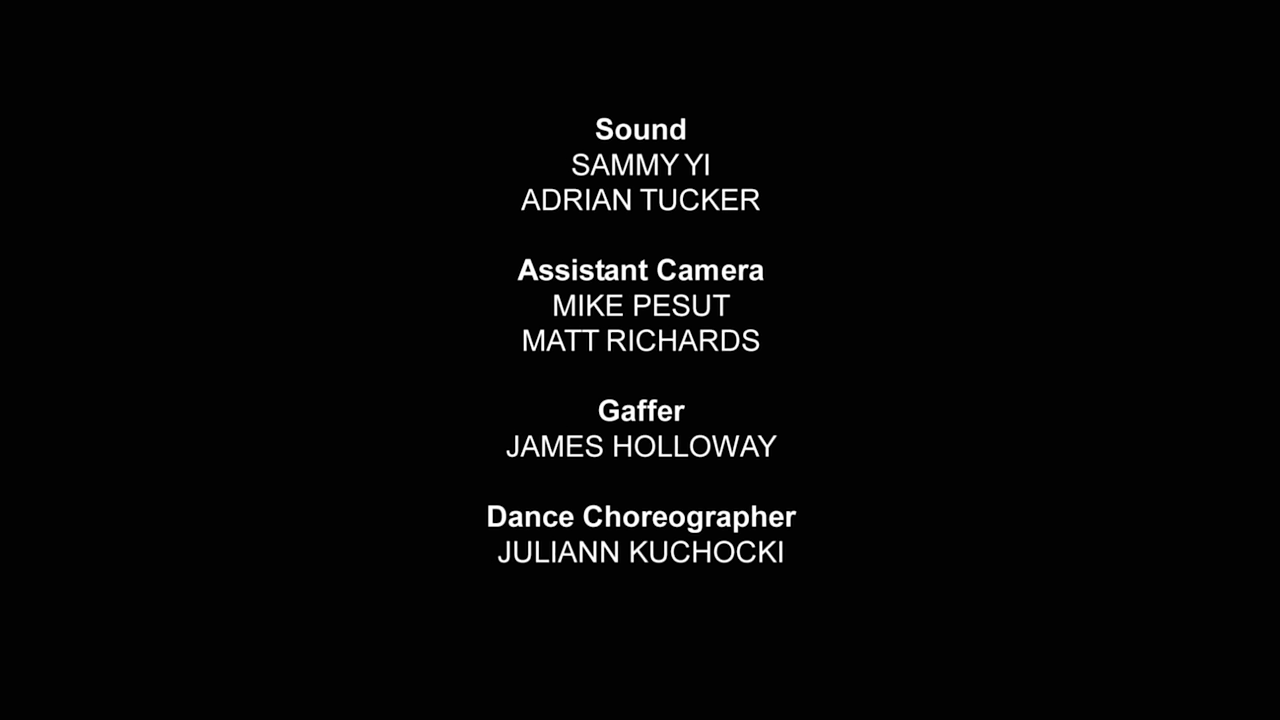 Sound
SAMMY YI
ADRIAN TUCKER
Assistant Camera
MIKE PESUT
MATT RICHARDS
Gaffer
JAMES HOLLOWAY
Dance Choreographer
JULIANN KUCHOCKI